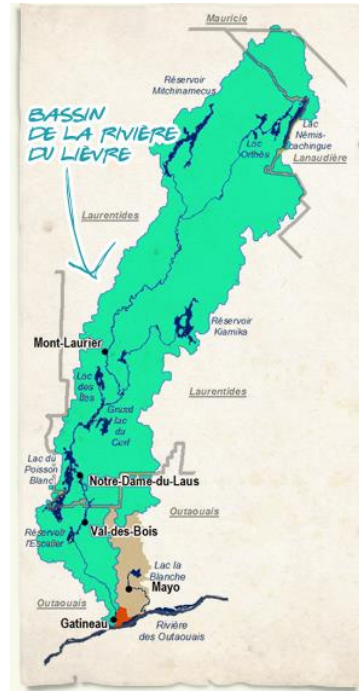 Mauricie
Réservoir
Mitchinamecus
BASSIN
DE LA RIVIÈRE
DU LIÈVRE
Lac
Némis-
cachingue
Lac
Orthès
Lanaudière
Laurentides
Réservoir
Kiamika
Mont-Laurier
Lac
des
Îles
Laurentides
Grand
lac
du
Cerf
Lac du
Poisson
Blanc
Notre-Dame-du-Laus
Outaouais
Réservoir
l'Escalier
Val-des-Bois
Lac la
Blanche
Mayo
Outaouais
Gatineau
Rivière
des Outaouais